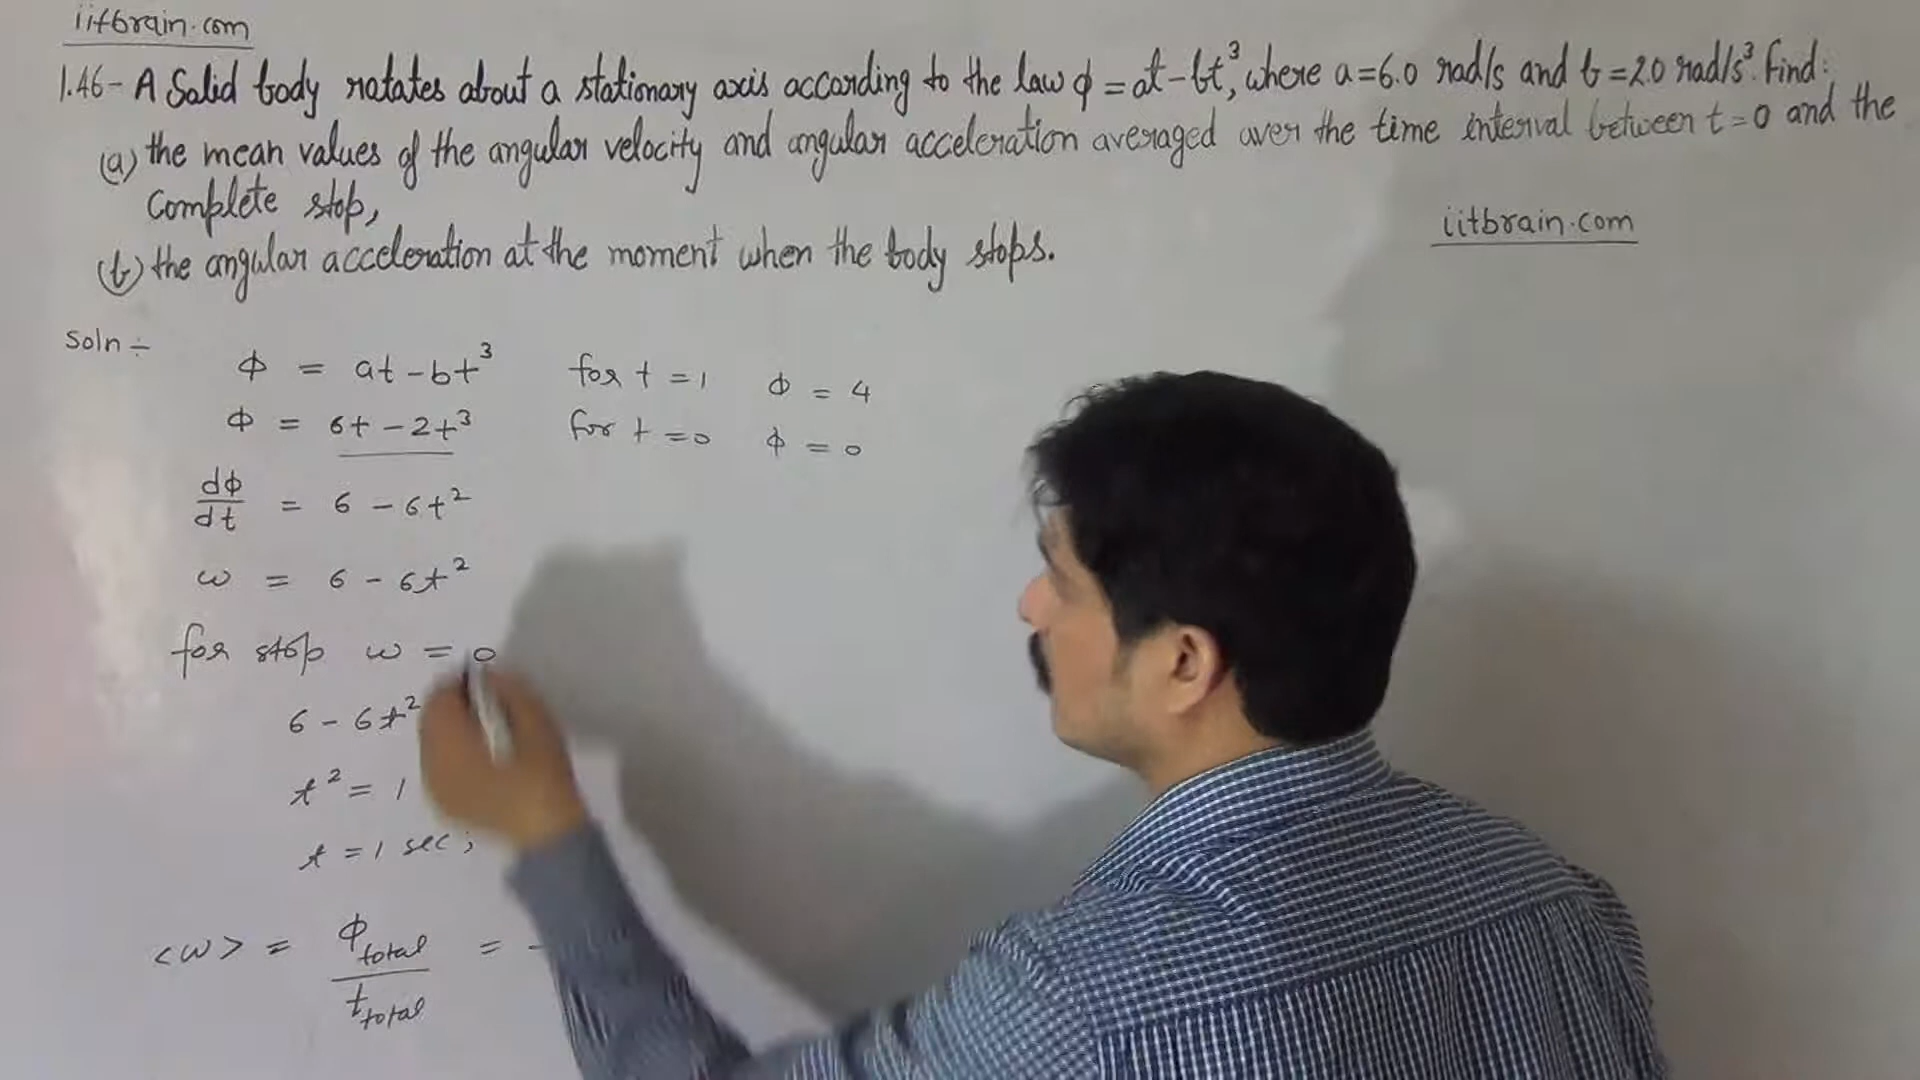 iitbrain.com
1.46- A Solid body rotates about a stationary axis according to the law ϕ = at - bt³, where a=6.0 rad/s and b=2.0 rad/s³. Find:
(a) the mean values of the angular velocity and angular acceleration averaged over the time interval between t=0 and the
Complete stop,
iitbrain.com
(b) the angular acceleration at the moment when the body stops.
Soln ÷
ϕ = at - bt³ for t = 1 ϕ = 4
ϕ = 6t - 2t³ for t = 0 ϕ = 0
dϕ/dt = 6 - 6t²
ω = 6 - 6t²
for stop ω = 0
6 - 6t²
t² = 1
t = 1 sec;
<ω> = ϕtotal/ttotal =